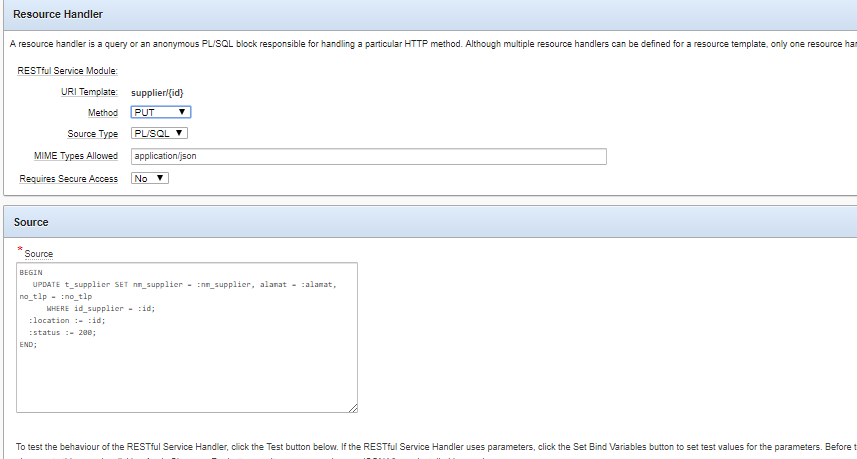 Resource Handler
A resource handler is a query or an anonymous PL/SQL block responsible for handling a particular HTTP method. Although multiple resource handlers can be defined for a resource template, only one resource har
RESTful Service Module:
URI Template: supplier/{id}
Method PUT
Source Type PL/SQL
MIME Types Allowed application/json
Requires Secure Access No
Source
* Source
BEGIN
UPDATE t_supplier SET nm_supplier = :nm_supplier, alamat = :alamat,
no_tlp = :no_tlp
WHERE id_supplier = :id;
:location := :id;
:status := 200;
END;
To test the behaviour of the RESTful Service Handler, click the Test button below. If the RESTful Service Handler uses parameters, click the Set Bind Variables button to set test values for the parameters. Before t